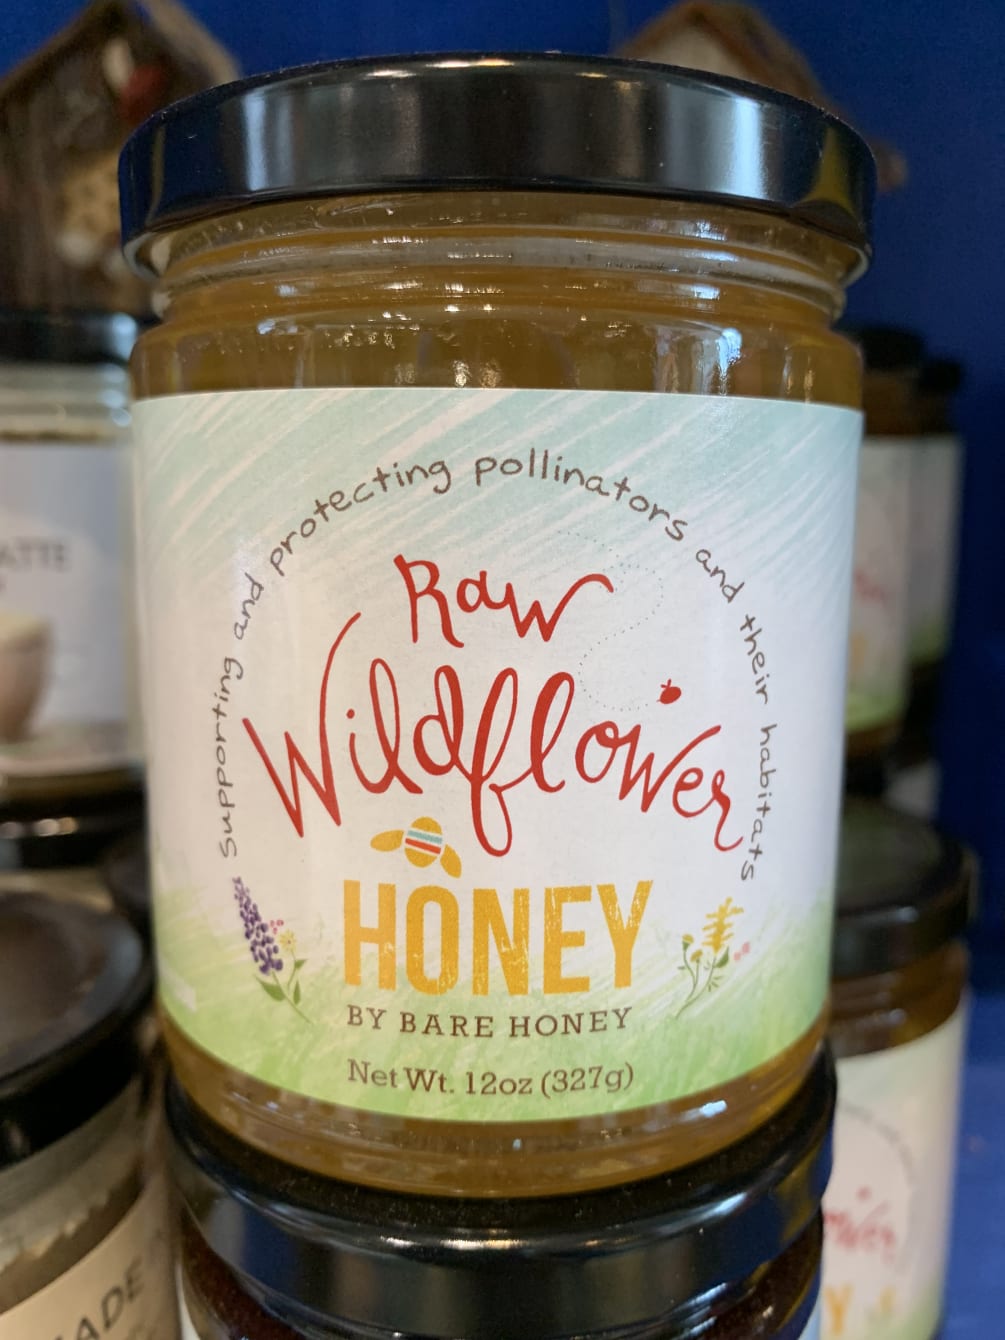 Supporting and protecting pollinators and their habitats
Raw
Wildflower
HONEY
BY BARE HONEY
Net Wt. 12oz (327g)